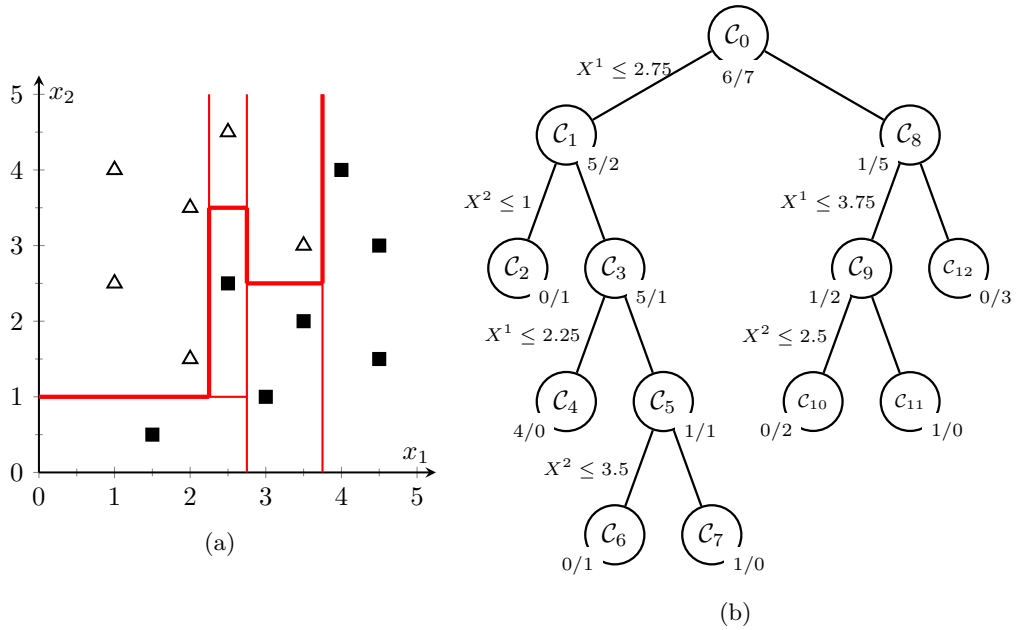 5
x₂
4
3
2
1
0
x₁
0 1 2 3 4 5
(a)
𝒞₀
6/7
X¹ ≤ 2.75
𝒞₁
5/2
𝒞₈
1/5
X² ≤ 1
X¹ ≤ 3.75
𝒞₂
0/1
𝒞₃
5/1
𝒞₉
1/2
𝒞₁₂
0/3
X¹ ≤ 2.25
X² ≤ 2.5
𝒞₄
4/0
𝒞₅
1/1
𝒞₁₀
0/2
𝒞₁₁
1/0
X² ≤ 3.5
𝒞₆
0/1
𝒞₇
1/0
(b)